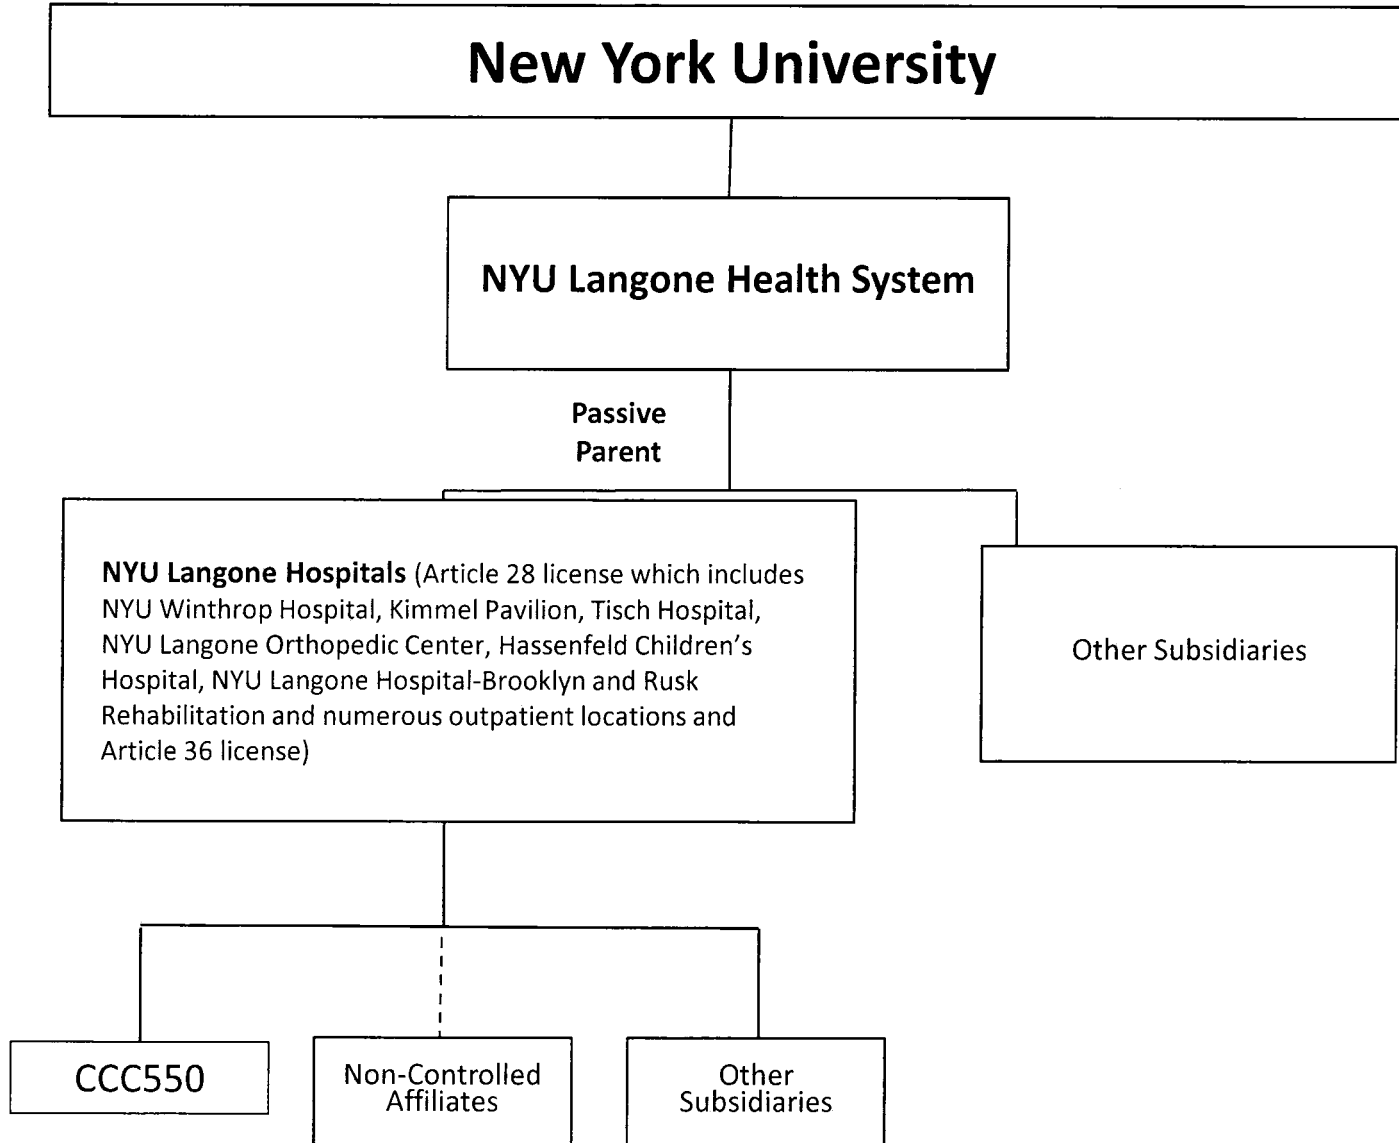 New York University
NYU Langone Health System
Passive
Parent
NYU Langone Hospitals (Article 28 license which includes
NYU Winthrop Hospital, Kimmel Pavilion, Tisch Hospital,
NYU Langone Orthopedic Center, Hassenfeld Children's
Hospital, NYU Langone Hospital-Brooklyn and Rusk
Rehabilitation and numerous outpatient locations and
Article 36 license)
Other Subsidiaries
CCC550
Non-Controlled
Affiliates
Other
Subsidiaries